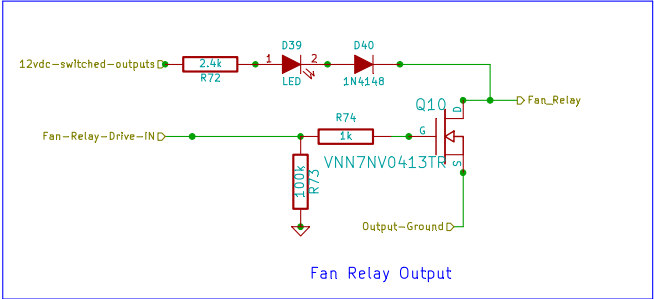 D39
D40
12vdc-switched-outputs
2.4k
1
2
R72
LED
1N4148
Q10
D
Fan_Relay
R74
Fan-Relay-Drive-IN
1k
G
VNN7NV0413TR
S
100k
R73
Output-Ground
Fan Relay Output